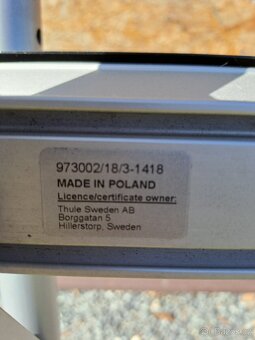 973002/18/3-1418
MADE IN POLAND
Licence/certificate owner:
Thule Sweden AB
Borggatan 5
Hillerstorp, Sweden